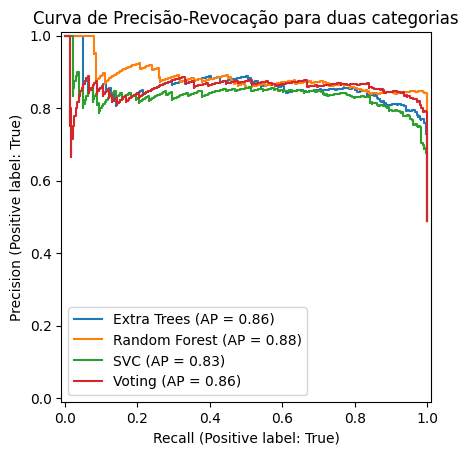 Curva de Precisão-Revocação para duas categorias
1.0
0.8
0.6
0.4
0.2
0.0
Precision (Positive label: True)
Extra Trees (AP = 0.86)
Random Forest (AP = 0.88)
SVC (AP = 0.83)
Voting (AP = 0.86)
0.0 0.2 0.4 0.6 0.8 1.0
Recall (Positive label: True)